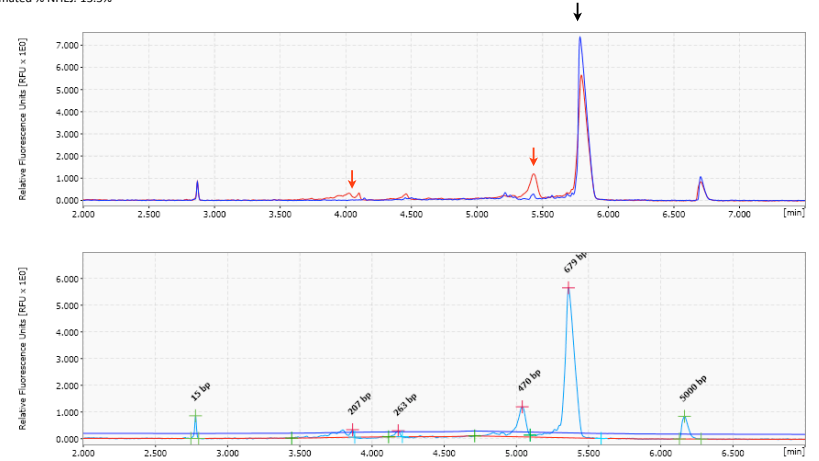 Relative Fluorescence Units [RFU x 1E0]
7.000
6.000
5.000
4.000
3.000
2.000
1.000
0.000
2.000 2.500 3.000 3.500 4.000 4.500 5.000 5.500 6.000 6.500 7.000 [min]
Relative Fluorescence Units [RFU x 1E0]
6.000
5.000
4.000
3.000
2.000
1.000
0.000
15 bp
207 bp
263 bp
470 bp
679 bp
5000 bp
2.000 2.500 3.000 3.500 4.000 4.500 5.000 5.500 6.000 6.500 [min]